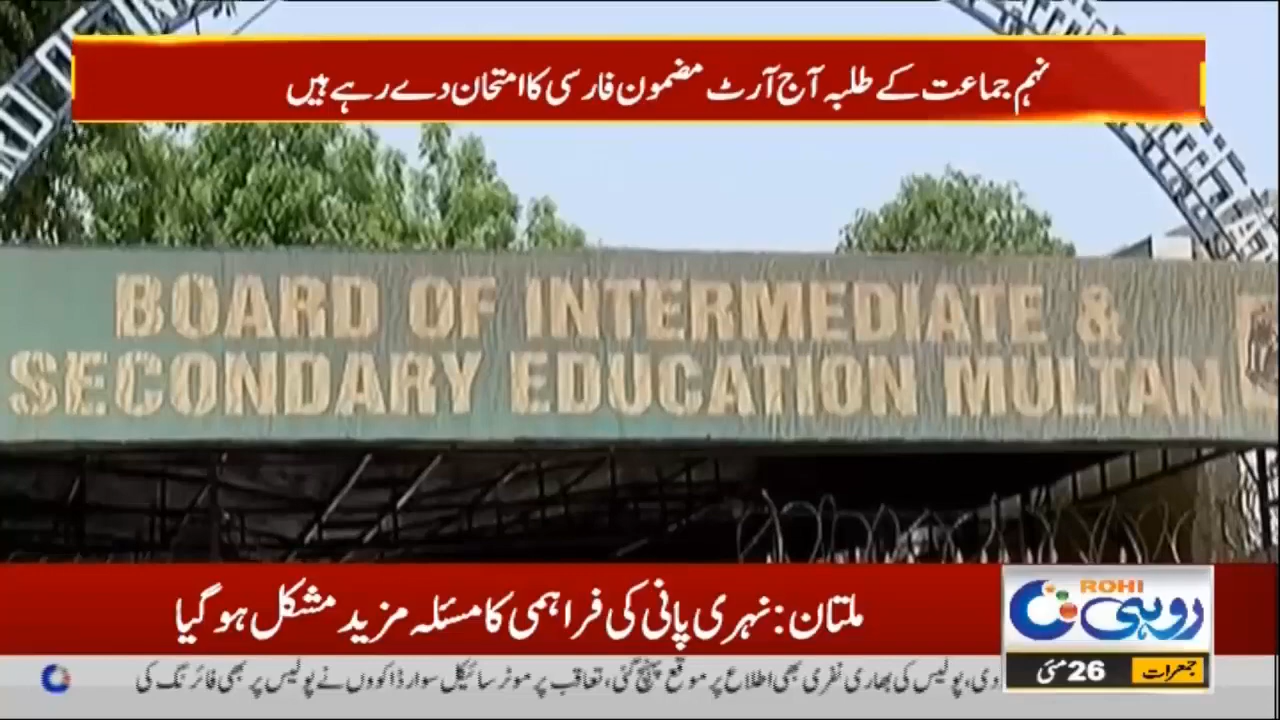 نہم جماعت کے طلبہ آج آرٹ مضمون فارسی کا امتحان دے رہے ہیں
BOARD OF INTERMEDIATE &
SECONDARY EDUCATION MULTAN
ملتان: نہری پانی کی فراہمی کا مسئلہ مزید مشکل ہوگیا
ROHI
روہی
جمعرات 26 مئی
دی، پولیس کی بھاری نفری بھی اطلاع پر موقع پہنچ گئی، تعاقب پر موٹر سائیکل سوار ڈاکوؤں نے پولیس پر بھی فائرنگ کی